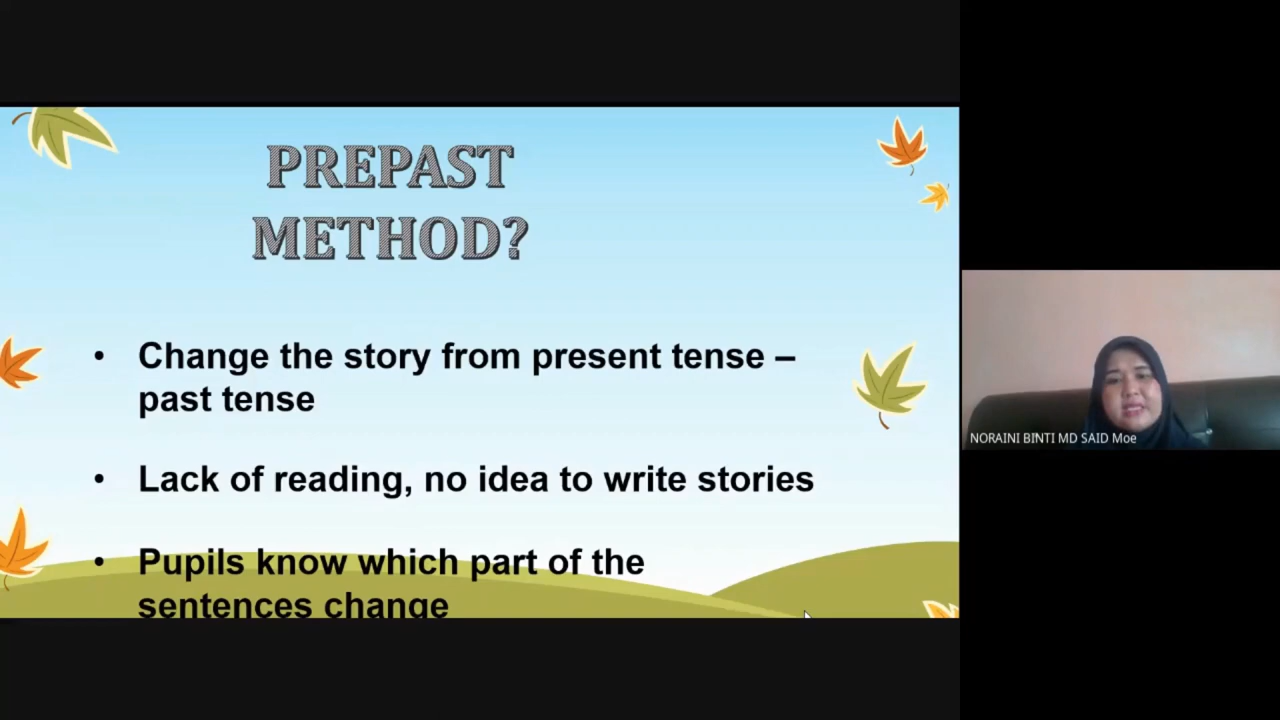 PREPAST
METHOD?
• Change the story from present tense –
past tense
• Lack of reading, no idea to write stories
• Pupils know which part of the
sentences change
NORAINI BINTI MD SAID Moe